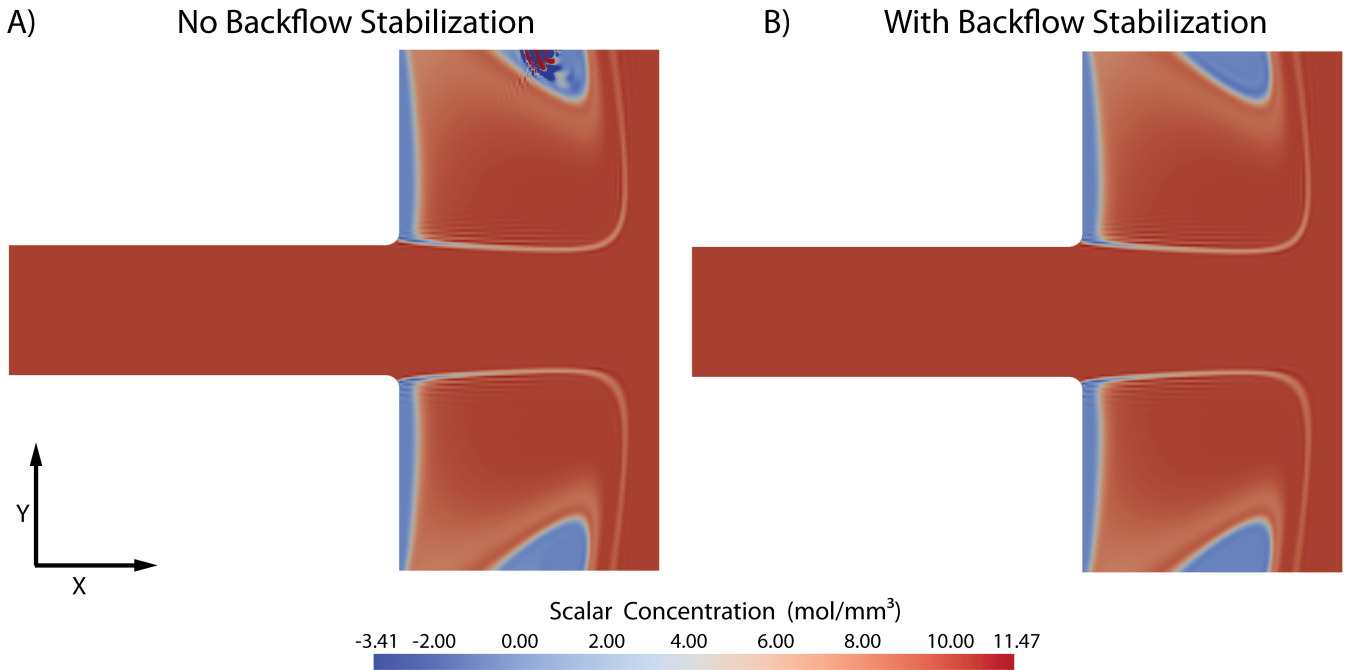 A) No Backflow Stabilization
B) With Backflow Stabilization
Y
X
Scalar Concentration (mol/mm³)
-3.41 -2.00 0.00 2.00 4.00 6.00 8.00 10.00 11.47